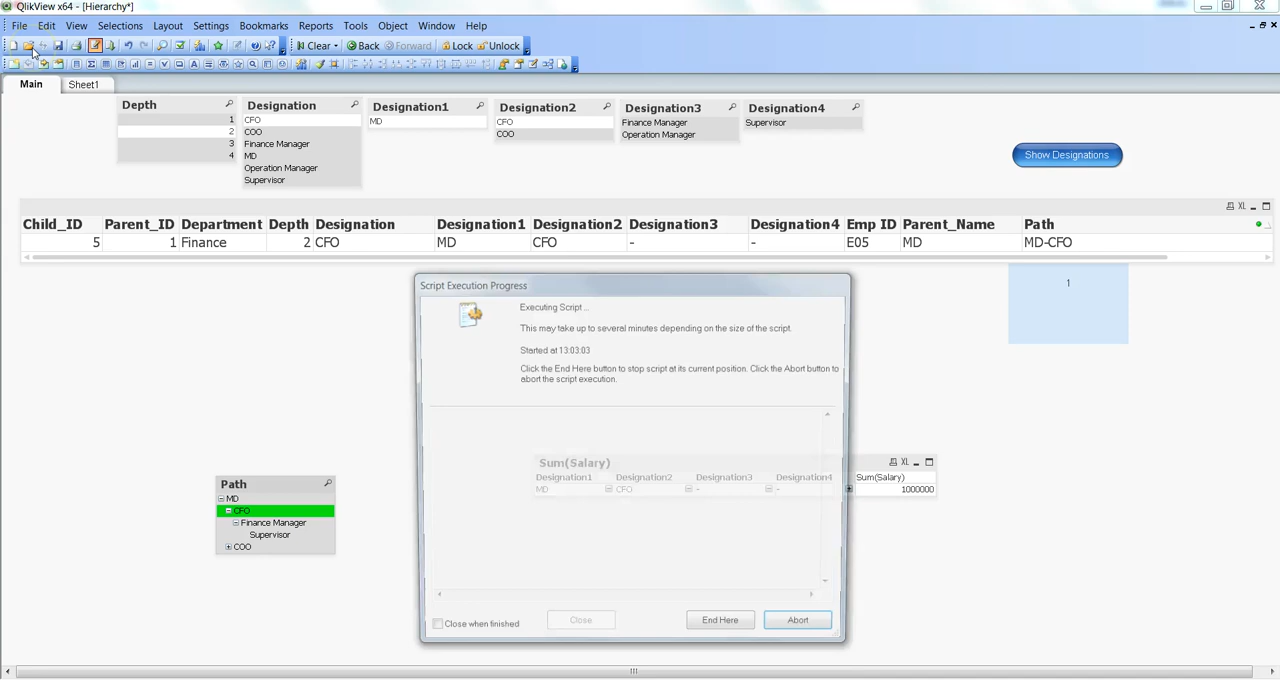 QlikView x64 - [Hierarchy*]
File Edit View Selections Layout Settings Bookmarks Reports Tools Object Window Help
Clear Back Forward Lock Unlock
Main Sheet1
Depth
1
2
3
4
Designation
CFO
COO
Finance Manager
MD
Operation Manager
Supervisor
Designation1
MD
Designation2
CFO
COO
Designation3
Finance Manager
Operation Manager
Designation4
Supervisor
Show Designations
XL
Child_ID Parent_ID Department Depth Designation Designation1 Designation2 Designation3 Designation4 Emp ID Parent_Name Path
5 1 Finance 2 CFO MD CFO - - E05 MD MD-CFO
1
Script Execution Progress
Executing Script ...
This may take up to several minutes depending on the size of the script.
Started at 13:03:03
Click the End Here button to stop script at its current position. Click the Abort button to
abort the script execution.
Sum(Salary) XL
Designation1 Designation2 Designation3 Designation4 Sum(Salary)
MD CFO - - 1000000
Close when finished Close End Here Abort
Path
MD
CFO
Finance Manager
Supervisor
COO